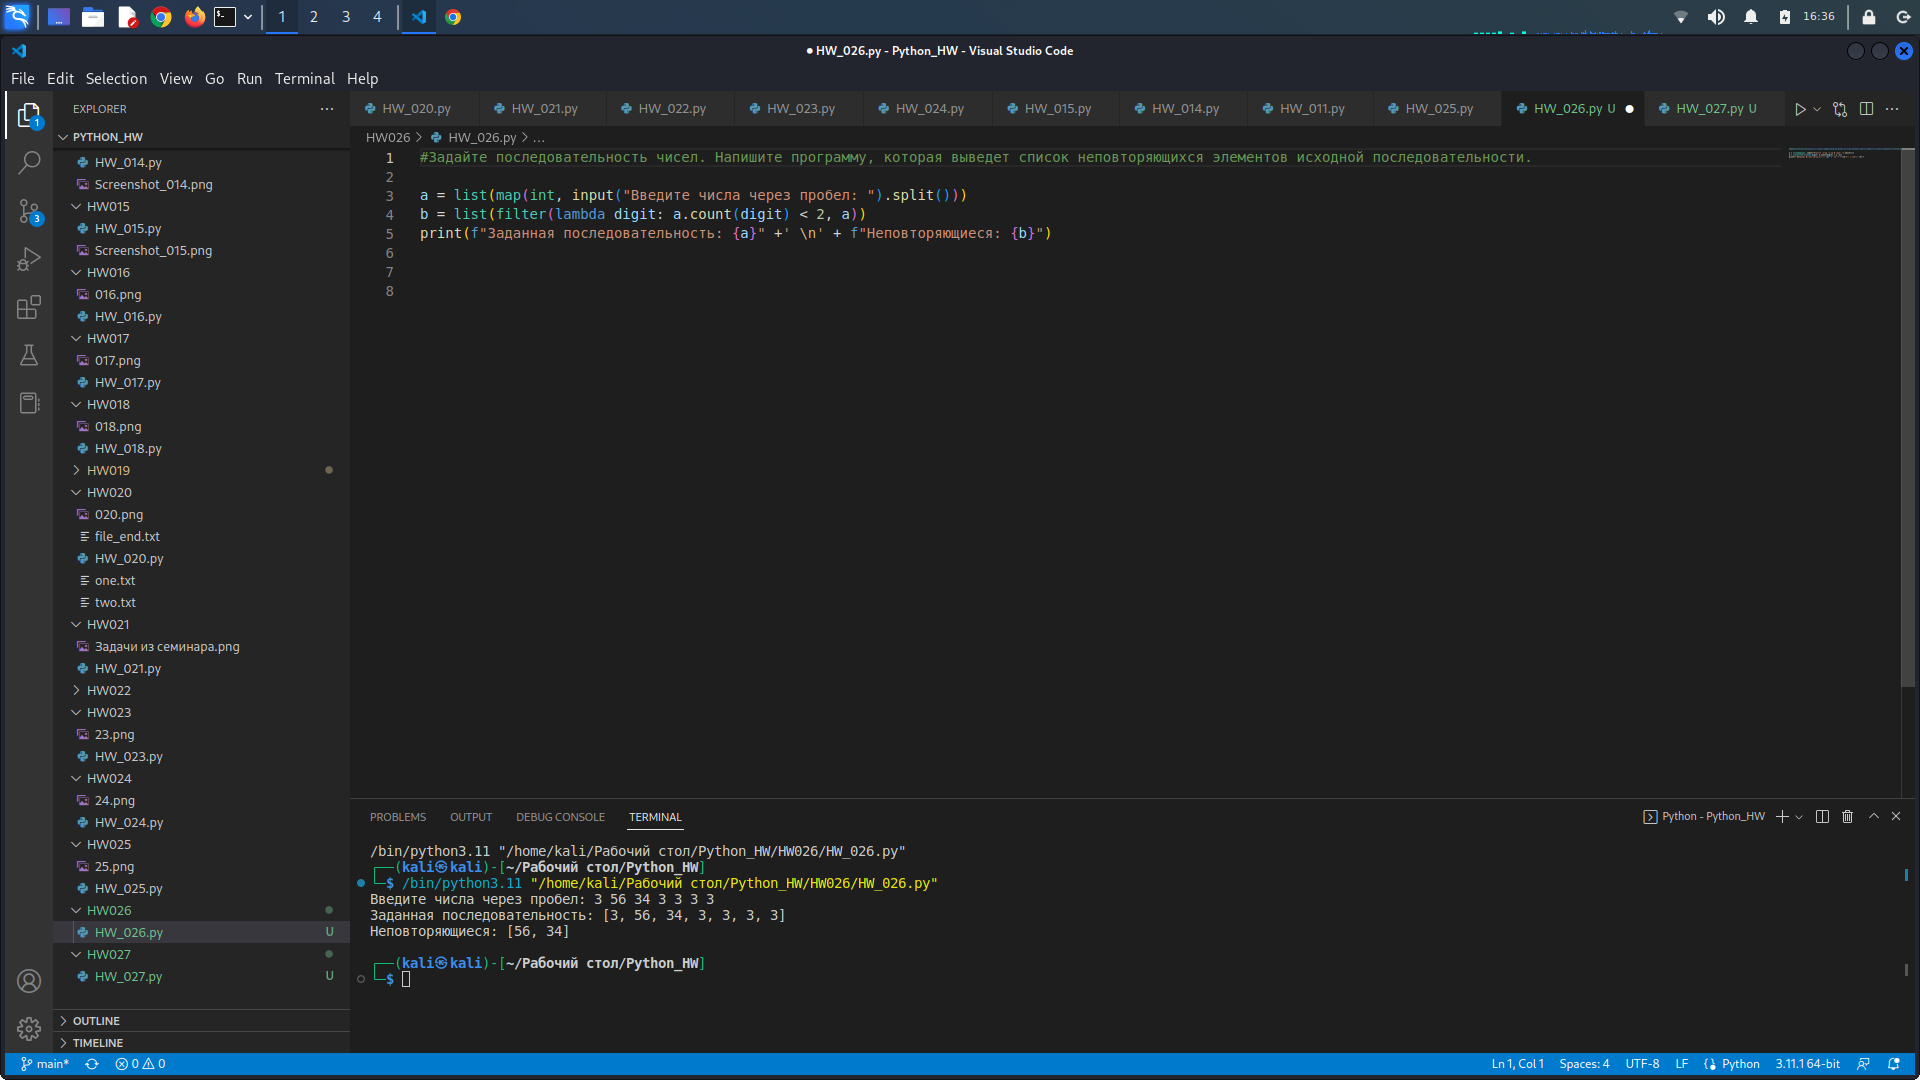 1
2
3
4
16:36
HW_026.py - Python_HW - Visual Studio Code
File Edit Selection View Go Run Terminal Help
EXPLORER
HW_020.py
HW_021.py
HW_022.py
HW_023.py
HW_024.py
HW_015.py
HW_014.py
HW_011.py
HW_025.py
HW_026.py U
HW_027.py U
1
3
PYTHON_HW
HW_014.py
Screenshot_014.png
HW015
HW_015.py
Screenshot_015.png
HW016
016.png
HW_016.py
HW017
017.png
HW_017.py
HW018
018.png
HW_018.py
HW019
HW020
020.png
file_end.txt
HW_020.py
one.txt
two.txt
HW021
Задачи из семинара.png
HW_021.py
HW022
HW023
23.png
HW_023.py
HW024
24.png
HW_024.py
HW025
25.png
HW_025.py
HW026
HW_026.py U
HW027
HW_027.py U
OUTLINE
TIMELINE
HW026 > HW_026.py > ...
1 #Задайте последовательность чисел. Напишите программу, которая выведет список неповторяющихся элементов исходной последовательности.
2
3 a = list(map(int, input("Введите числа через пробел: ").split()))
4 b = list(filter(lambda digit: a.count(digit) < 2, a))
5 print(f"Заданная последовательность: {a}" +' \n' + f"Неповторяющиеся: {b}")
6
7
8
PROBLEMS OUTPUT DEBUG CONSOLE TERMINAL
Python - Python_HW
/bin/python3.11 "/home/kali/Рабочий стол/Python_HW/HW026/HW_026.py"
┌──(kali㉿kali)-[~/Рабочий стол/Python_HW]
└─$ /bin/python3.11 "/home/kali/Рабочий стол/Python_HW/HW026/HW_026.py"
Введите числа через пробел: 3 56 34 3 3 3 3
Заданная последовательность: [3, 56, 34, 3, 3, 3, 3]
Неповторяющиеся: [56, 34]
┌──(kali㉿kali)-[~/Рабочий стол/Python_HW]
└─$
main* 0 0
Ln 1, Col 1 Spaces: 4 UTF-8 LF Python 3.11.1 64-bit